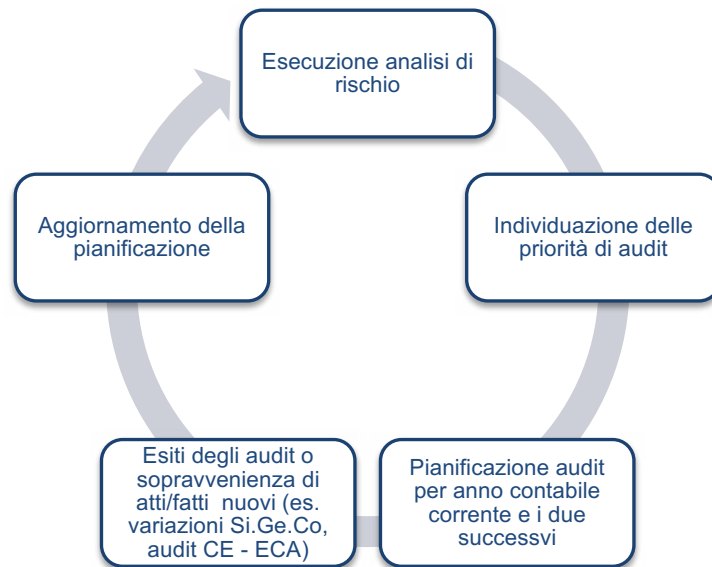 Esecuzione analisi di
rischio
Individuazione delle
priorità di audit
Pianificazione audit
per anno contabile
corrente e i due
successvi
Esiti degli audit o
sopravvenienza di
atti/fatti nuovi (es.
variazioni Si.Ge.Co,
audit CE - ECA)
Aggiornamento della
pianificazione